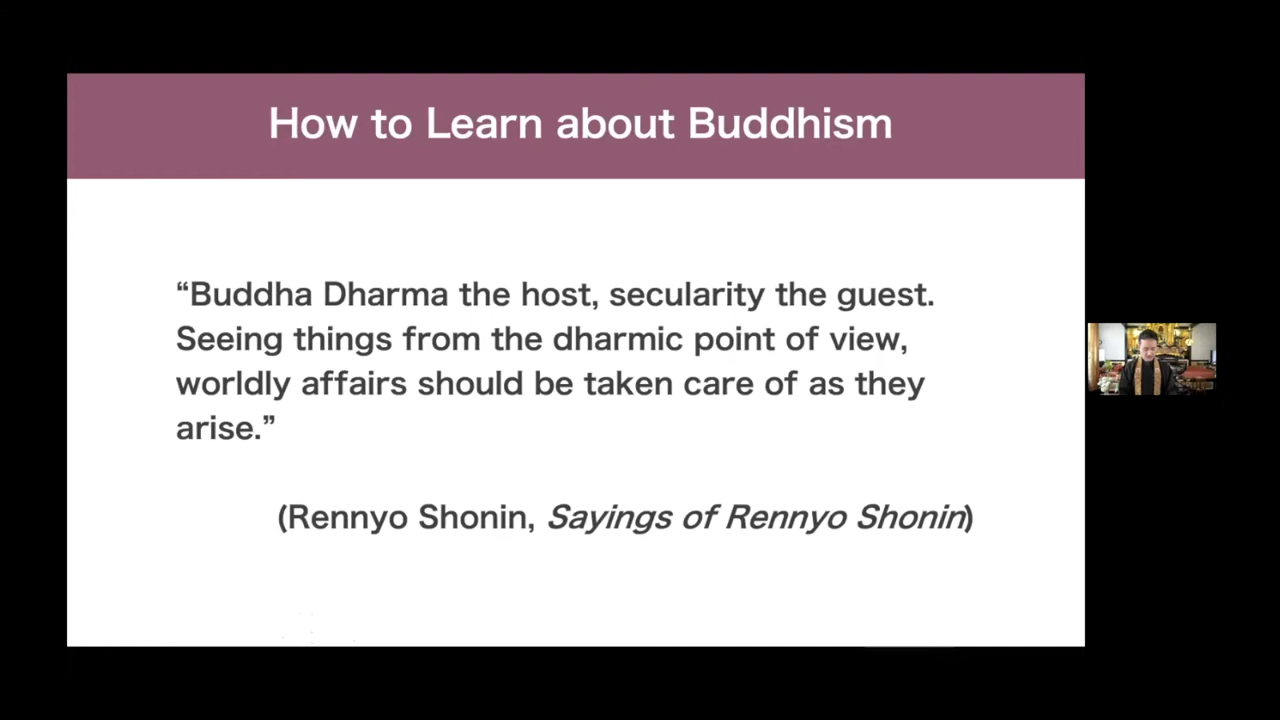 How to Learn about Buddhism
“Buddha Dharma the host, secularity the guest.
Seeing things from the dharmic point of view,
worldly affairs should be taken care of as they
arise.”
(Rennyo Shonin, Sayings of Rennyo Shonin)